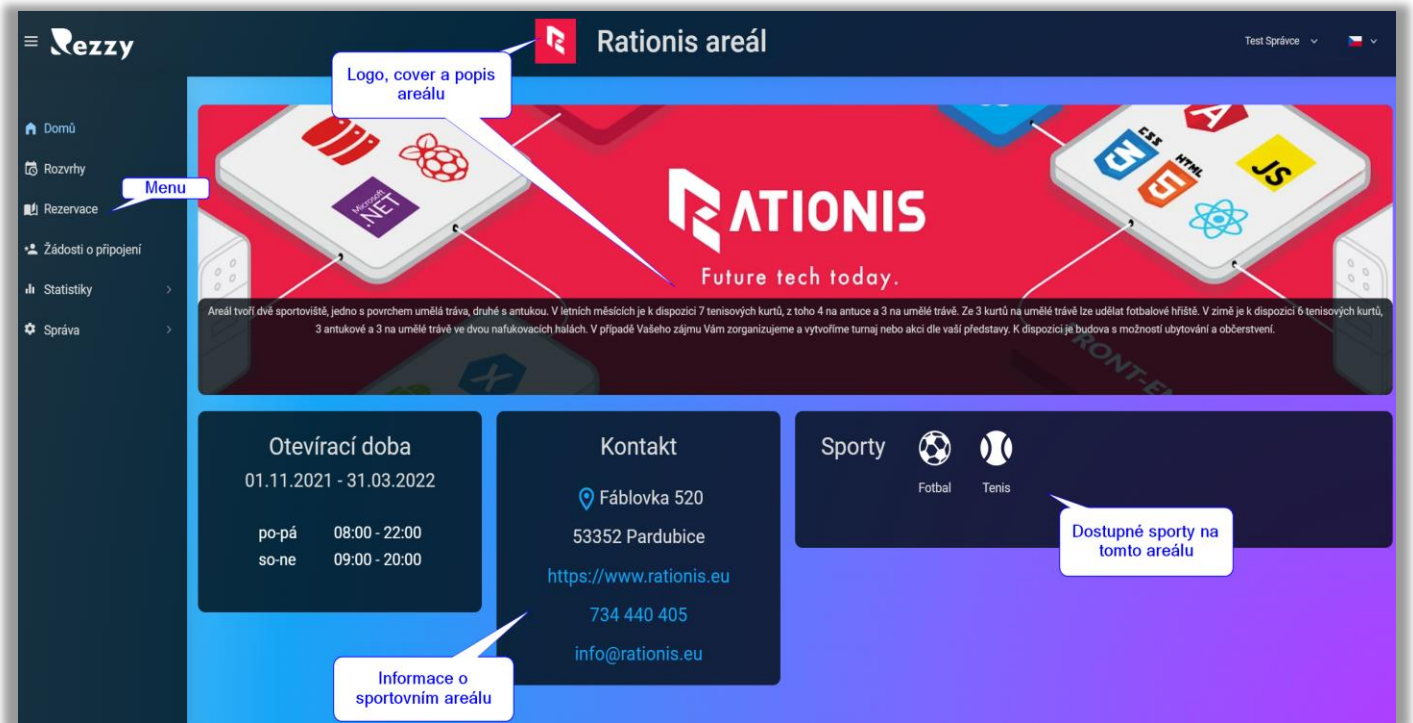 Rezzy
Rationis areál
Test Správce
Logo, cover a popis
areálu
Domů
Rozvrhy
Menu
Rezervace
Žádosti o připojení
Statistiky
Správa
Microsoft
.NET
CSS
HTML
JS
RATIONIS
Future tech today.
Areál tvoří dvě sportoviště, jedno s povrchem umělá tráva, druhé s antukou. V letních měsících je k dispozici 7 tenisových kurtů, z toho 4 na antuce a 3 na umělé trávě. Ze 3 kurtů na umělé trávě lze udělat fotbalové hřiště. V zimě je k dispozici 6 tenisových kurtů,
3 antukové a 3 na umělé trávě ve dvou nafukovacích halách. V případě Vašeho zájmu Vám zorganizujeme a vytvoříme turnaj nebo akci dle vaší představy. K dispozici je budova s možností ubytování a občerstvení.
FRONT-EN
Otevírací doba
01.11.2021 - 31.03.2022
po-pá 08:00 - 22:00
so-ne 09:00 - 20:00
Kontakt
Fáblovka 520
53352 Pardubice
https://www.rationis.eu
734 440 405
info@rationis.eu
Informace o
sportovním areálu
Sporty
Fotbal
Tenis
Dostupné sporty na
tomto areálu